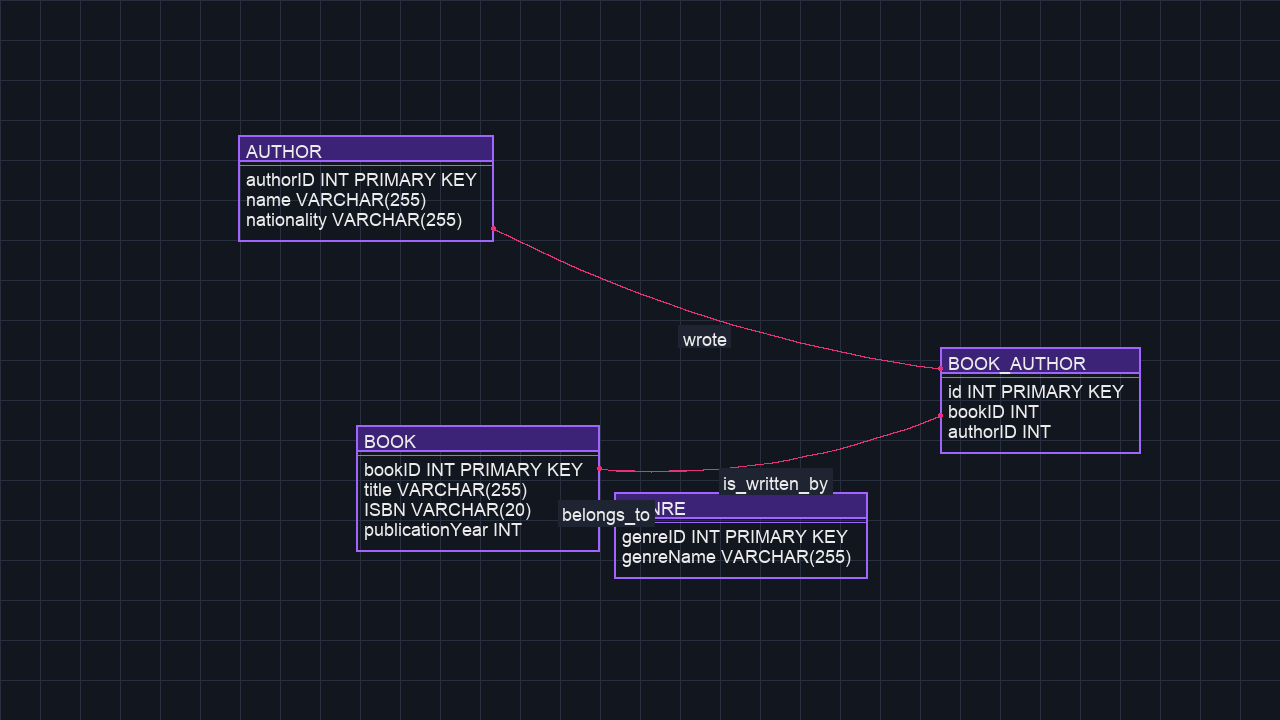 AUTHOR
authorID INT PRIMARY KEY
name VARCHAR(255)
nationality VARCHAR(255)
wrote
BOOK_AUTHOR
id INT PRIMARY KEY
bookID INT
authorID INT
BOOK
bookID INT PRIMARY KEY
title VARCHAR(255)
ISBN VARCHAR(20)
publicationYear INT
is_written_by
belongs_to
NRE
genreID INT PRIMARY KEY
genreName VARCHAR(255)